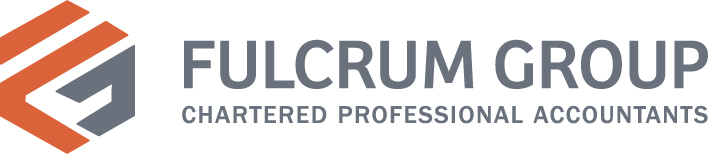 FULCRUM GROUP
CHARTERED PROFESSIONAL ACCOUNTANTS